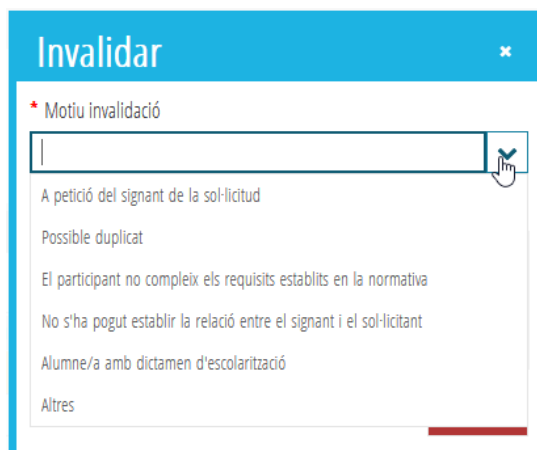 Invalidar
* Motiu invalidació
A petició del signant de la sol·licitud
Possible duplicat
El participant no compleix els requisits establits en la normativa
No s'ha pogut establir la relació entre el signant i el sol·licitant
Alumne/a amb dictamen d'escolarització
Altres